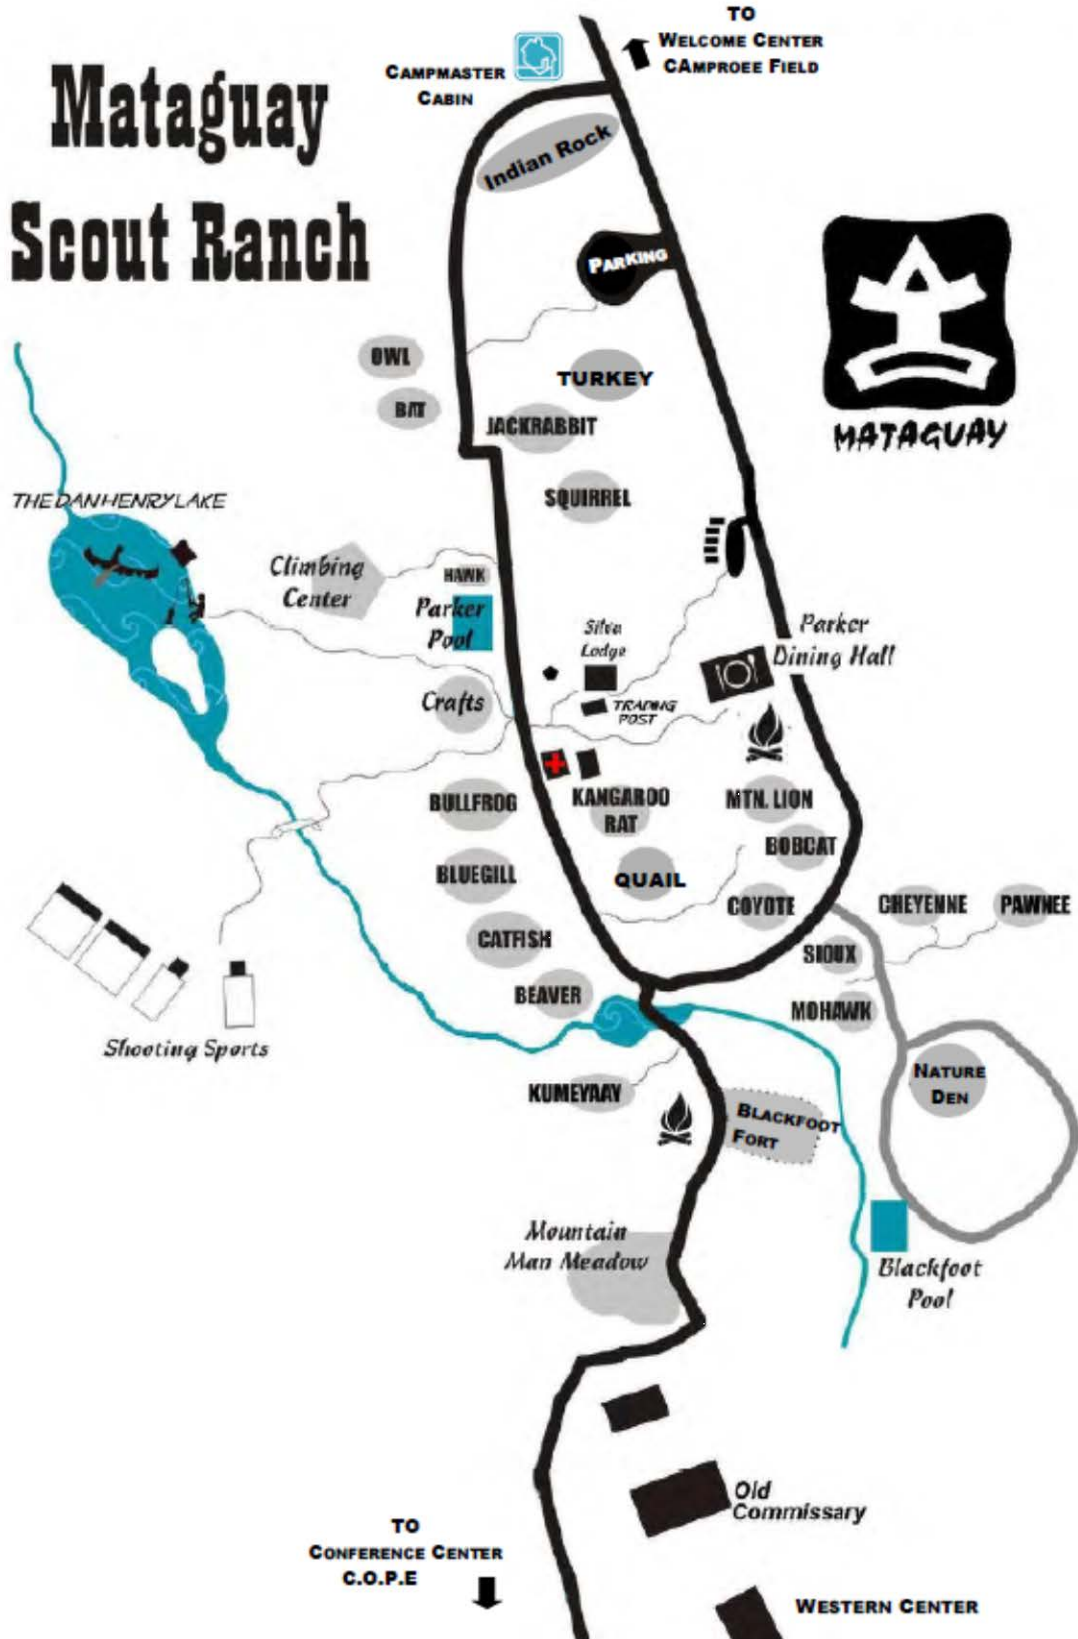 TO
WELCOME CENTER
CAMPROEE FIELD
CAMPMASTER
CABIN
Mataguay
Scout Ranch
Indian Rock
PARKING
MATAGUAY
OWL
BAT
TURKEY
JACKRABBIT
SQUIRREL
THE DAN HENRY LAKE
Climbing
Center
HAWK
Parker
Pool
Silva
Lodge
Parker
Dining Hall
Crafts
TRADING
POST
BULLFROG
KANGAROO
RAT
MTN. LION
BOBCAT
BLUEGILL
QUAIL
COYOTE
CHEYENNE
PAWNEE
CATFISH
SIOUX
BEAVER
MOHAWK
Shooting Sports
KUMEYAAY
NATURE
DEN
BLACKFOOT
FORT
Mountain
Man Meadow
Blackfoot
Pool
Old
Commissary
TO
CONFERENCE CENTER
C.O.P.E
WESTERN CENTER